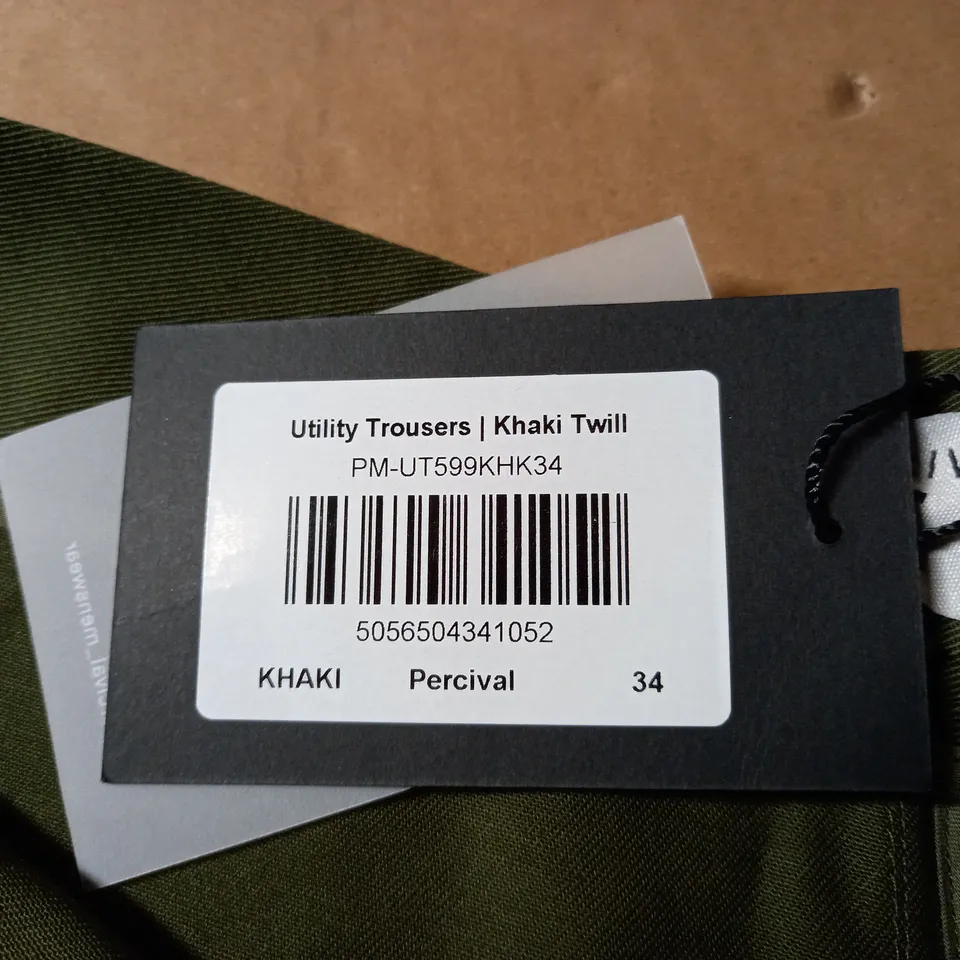 Utility Trousers | Khaki Twill
PM-UT599KHK34
5056504341052
KHAKI Percival 34